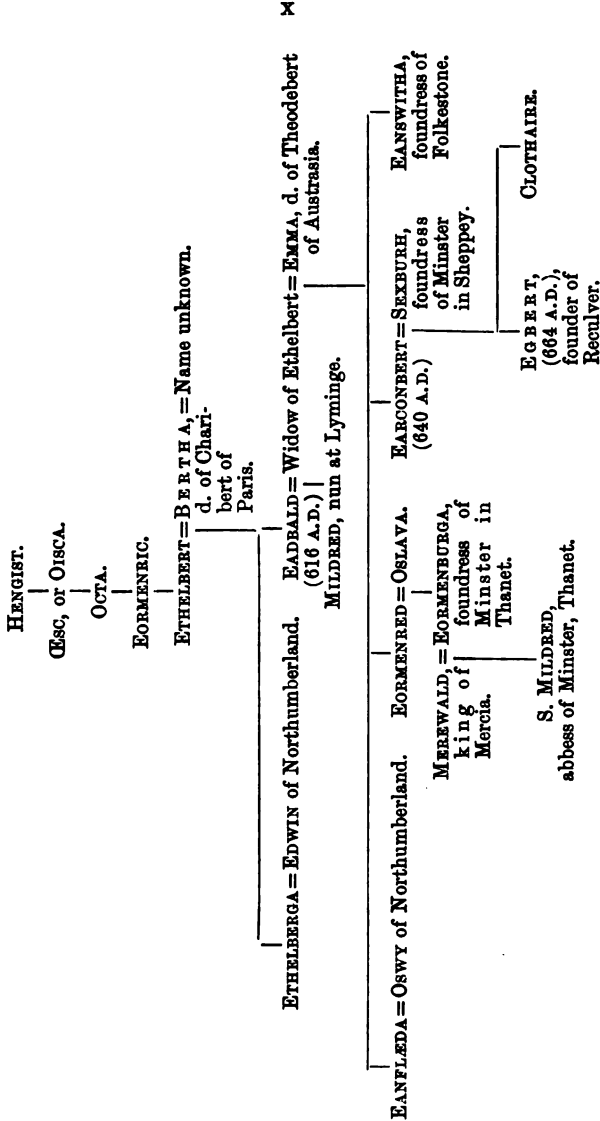 X
HENGIST.
ŒSC, or OISCA.
OCTA.
EORMENRIC.
ETHELBERT=BERTHA,=Name unknown.
d. of Chari-
bert of
Paris.
ETHELBERGA=EDWIN of Northumberland.
EADBALD=Widow of Ethelbert=EMMA, d. of Theodebert
(616 A.D.)
of Austrasia.
MILDRED, nun at Lyminge.
EANFLÆDA=OSWY of Northumberland.
EORMENRED=OSLAVA.
EARCONBERT=SEXBURH,
(640 A.D.)
foundress
of Minster
in Sheppey.
EANSWITHA,
foundress of
Folkestone.
MEREWALD,=EORMENBURGA,
king of
Mercia.
foundress of
Minster in
Thanet.
EGBERT,
(664 A.D.),
founder of
Reculver.
CLOTHAIRE.
S. MILDRED,
abbess of Minster, Thanet.